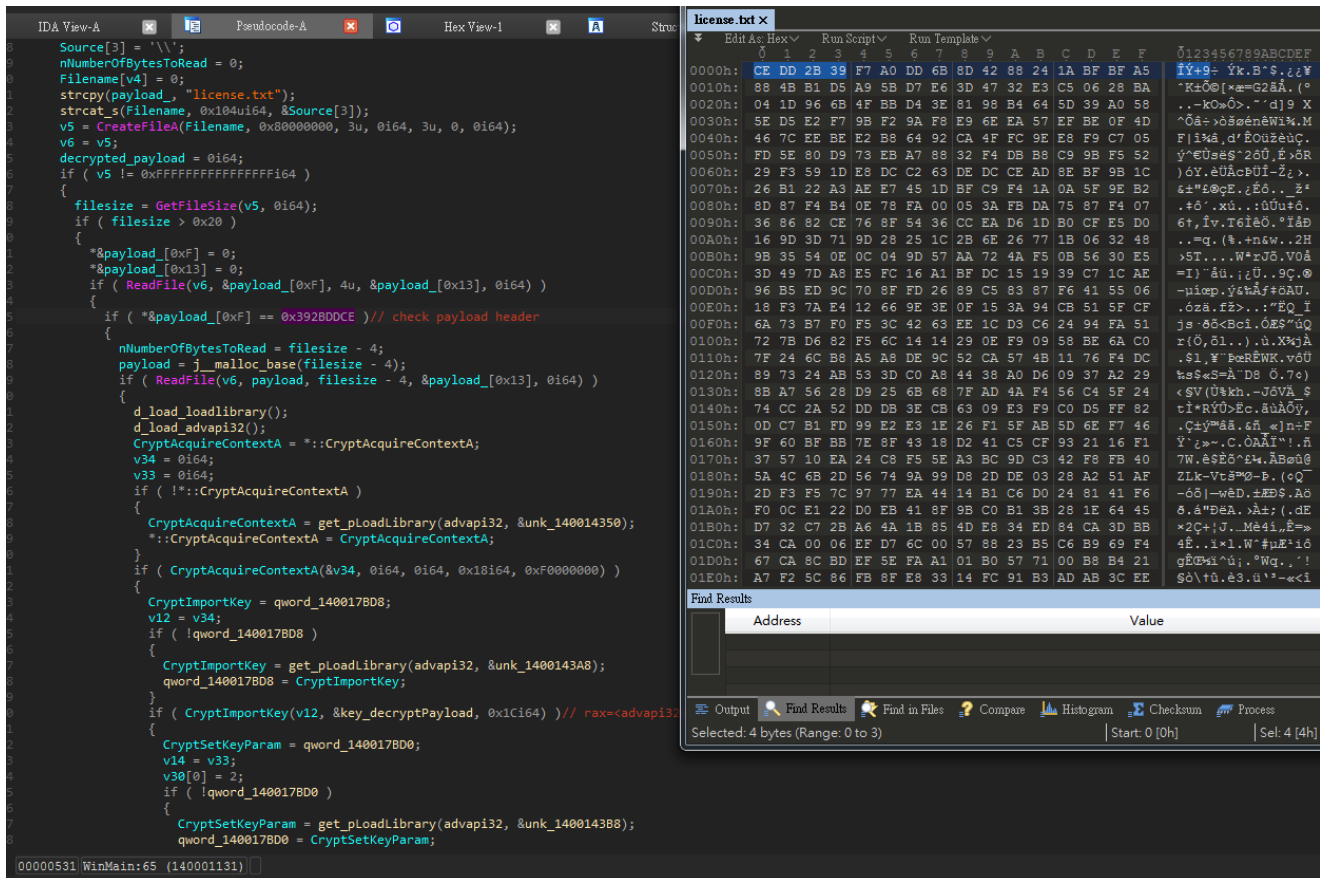 IDA View-A Pseudocode-A Hex View-1 Struc
Source[3] = '\\';
nNumberOfBytesToRead = 0;
Filename[v4] = 0;
strcpy(payload_, "license.txt");
strcat_s(Filename, 0x104ui64, &Source[3]);
v5 = CreateFileA(Filename, 0x80000000, 3u, 0i64, 3u, 0, 0i64);
v6 = v5;
decrypted_payload = 0i64;
if ( v5 != 0xFFFFFFFFFFFFFFFFi64 )
{
filesize = GetFileSize(v5, 0i64);
if ( filesize > 0x20 )
{
*&payload_[0xF] = 0;
*&payload_[0x13] = 0;
if ( ReadFile(v6, &payload_[0xF], 4u, &payload_[0x13], 0i64) )
{
if ( *&payload_[0xF] == 0x392BDDCE )// check payload header
{
nNumberOfBytesToRead = filesize - 4;
payload = j__malloc_base(filesize - 4);
if ( ReadFile(v6, payload, filesize - 4, &payload_[0x13], 0i64) )
{
d_load_loadlibrary();
d_load_advapi32();
CryptAcquireContextA = *::CryptAcquireContextA;
v34 = 0i64;
v33 = 0i64;
if ( !*::CryptAcquireContextA )
{
CryptAcquireContextA = get_pLoadLibrary(advapi32, &unk_140014350);
*::CryptAcquireContextA = CryptAcquireContextA;
}
if ( CryptAcquireContextA(&v34, 0i64, 0i64, 0x18i64, 0xF0000000) )
{
CryptImportKey = qword_140017BD8;
v12 = v34;
if ( !qword_140017BD8 )
{
CryptImportKey = get_pLoadLibrary(advapi32, &unk_1400143A8);
qword_140017BD8 = CryptImportKey;
}
if ( CryptImportKey(v12, &key_decryptPayload, 0x1Ci64) )// rax=<advapi32
{
CryptSetKeyParam = qword_140017BD0;
v14 = v33;
v30[0] = 2;
if ( !qword_140017BD0 )
{
CryptSetKeyParam = get_pLoadLibrary(advapi32, &unk_1400143B8);
qword_140017BD0 = CryptSetKeyParam;
00000531 WinMain:65 (140001131)
license.txt ×
Edit As: Hex Run Script Run Template
0 1 2 3 4 5 6 7 8 9 A B C D E F 0123456789ABCDEF
0000h: CE DD 2B 39 F7 A0 DD 6B 8D 42 88 24 1A BF BF A5
0010h: 88 4B B1 D5 A9 5B D7 E6 3D 47 32 E3 C5 06 28 BA
0020h: 04 1D 96 6B 4F BB D4 3E 81 98 B4 64 5D 39 A0 58
0030h: 5E D5 E2 F7 9B F2 9A F8 E9 6E EA 57 EF BE 0F 4D
0040h: 46 7C EE BE E2 B8 64 92 CA 4F FC 9E E8 F9 C7 05
0050h: FD 5E 80 D9 73 EB A7 88 32 F4 DB B8 C9 9B F5 52
0060h: 29 F3 59 1D E8 DC C2 63 DE DC CE AD 8E BF 9B 1C
0070h: 26 B1 22 A3 AE E7 45 1D BF C9 F4 1A 0A 5F 9E B2
0080h: 8D 87 F4 B4 0E 78 FA 00 05 3A FB DA 75 87 F4 07
0090h: 36 86 82 CE 76 8F 54 36 CC EA D6 1D B0 CF E5 D0
00A0h: 16 9D 3D 71 9D 28 25 1C 2B 6E 26 77 1B 06 32 48
00B0h: 9B 35 54 0E 0C 04 9D 57 AA 72 4A F5 0B 56 30 E5
00C0h: 3D 49 7D A8 E5 FC 16 A1 BF DC 15 19 39 C7 1C AE
00D0h: 96 B5 ED 9C 70 8F FD 26 89 C5 83 87 F6 41 55 06
00E0h: 18 F3 7A E4 12 66 9E 3E 0F 15 3A 94 CB 51 5F CF
00F0h: 6A 73 B7 F0 F5 3C 42 63 EE 1C D3 C6 24 94 FA 51
0100h: 72 7B D6 82 F5 6C 14 14 29 0E F9 09 58 BE 6A C0
0110h: 7F 24 6C B8 A5 A8 DE 9C 52 CA 57 4B 11 76 F4 DC
0120h: 89 73 24 AB 53 3D C0 A8 44 38 A0 D6 09 37 A2 29
0130h: 8B A7 56 28 D9 25 6B 68 7F AD 4A F4 56 C4 5F 24
0140h: 74 CC 2A 52 DD DB 3E CB 63 09 E3 F9 C0 D5 FF 82
0150h: 0D C7 B1 FD 99 E2 E3 1E 26 F1 5F AB 5D 6E F7 46
0160h: 9F 60 BF BB 7E 8F 43 18 D2 41 C5 CF 93 21 16 F1
0170h: 37 57 10 EA 24 C8 F5 5E A3 BC 9D C3 42 F8 FB 40
0180h: 5A 4C 6B 2D 56 74 9A 99 D8 2D DE 03 28 A2 51 AF
0190h: 2D F3 F5 7C 97 77 EA 44 14 B1 C6 D0 24 81 41 F6
01A0h: F0 0C E1 22 D0 EB 41 8F 9B C0 B1 3B 28 1E 64 45
01B0h: D7 32 C7 2B A6 4A 1B 85 4D E8 34 ED 84 CA 3D BB
01C0h: 34 CA 00 06 EF D7 6C 00 57 88 23 B5 C6 B9 69 F4
01D0h: 67 CA 8C BD EF 5E FA A1 01 B0 57 71 00 B8 B4 21
01E0h: A7 F2 5C 86 FB 8F E8 33 14 FC 91 B3 AD AB 3C EE
Find Results
Address Value
Output Find Results Find in Files Compare Histogram Checksum Process
Selected: 4 bytes (Range: 0 to 3) Start: 0 [0h] Sel: 4 [4h]